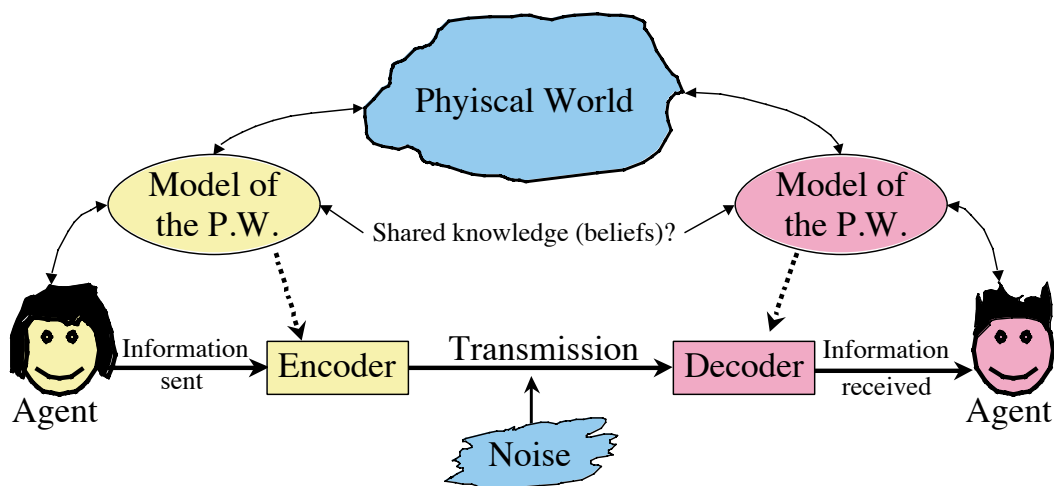 Phyiscal World
Model of
the P.W.
Model of
the P.W.
Shared knowledge (beliefs)?
Information
sent
Encoder
Transmission
Decoder
Information
received
Agent
Agent
Noise